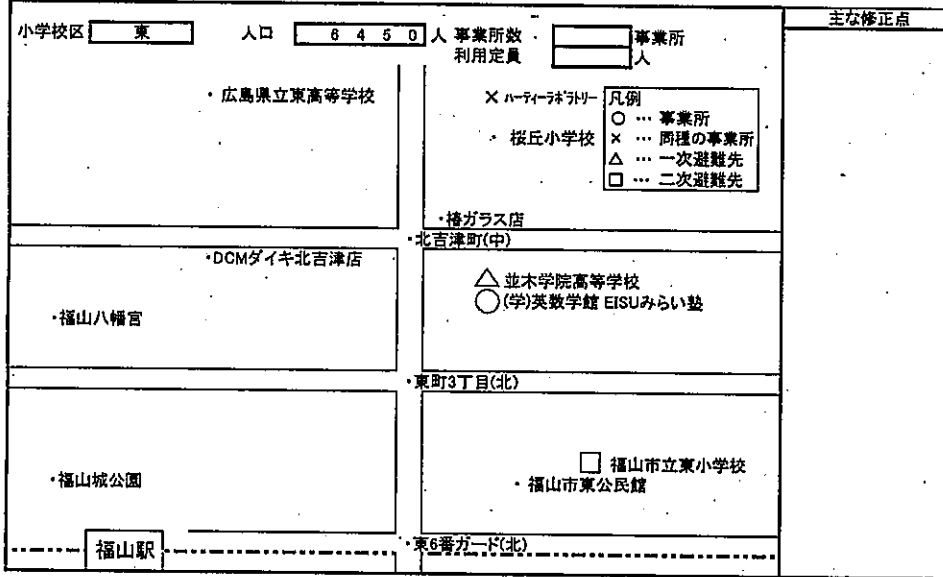 小学校区 東 人口 6450人 事業所数 事業所
利用定員 人
主な修正点
・広島県立東高等学校
× ハーティーラボラトリー
・桜丘小学校
凡例
○ … 事業所
× … 同種の事業所
△ … 一次避難先
□ … 二次避難先
・椿ガラス店
・北吉津町(中)
・DCMダイキ北吉津店
△ 並木学院高等学校
○ (学)英数学館 EISUみらい塾
・福山八幡宮
・東町3丁目(北)
□ 福山市立東小学校
・福山城公園
・福山市東公民館
福山駅
・東6番ガード(北)